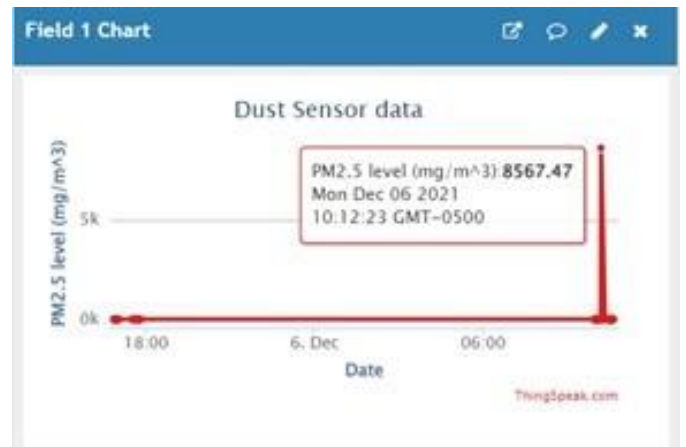 Field 1 Chart
Dust Sensor data
PM2.5 level (mg/m^3)
PM2.5 level (mg/m^3):8567.47
Mon Dec 06 2021
10:12:23 GMT-0500
5k
0k
18:00 6. Dec 06:00
Date
ThingSpeak.com